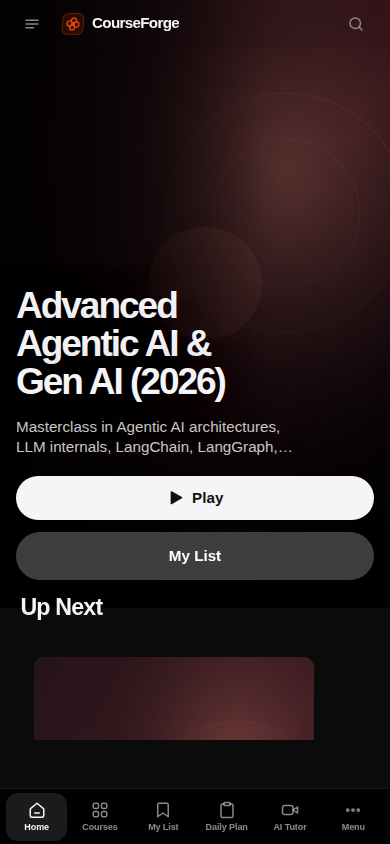 CourseForge
Advanced
Agentic AI &
Gen AI (2026)
Masterclass in Agentic AI architectures,
LLM internals, LangChain, LangGraph,…
Play
My List
Up Next
Home
Courses
My List
Daily Plan
AI Tutor
Menu